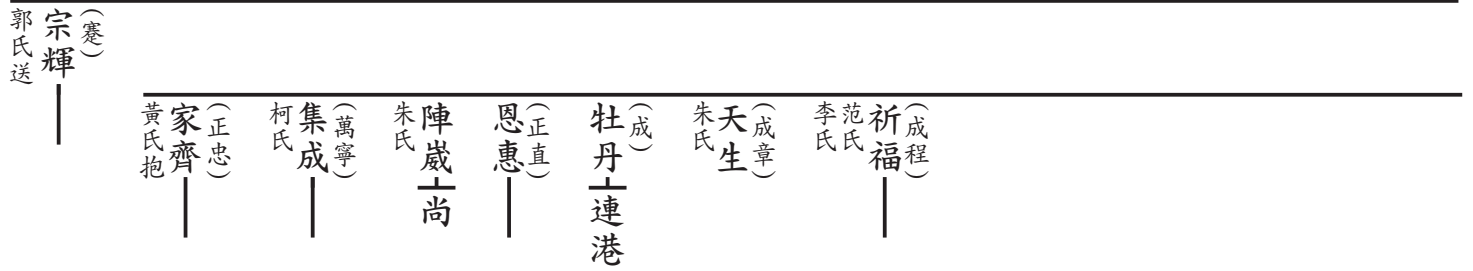 (成程)
祈福
范氏
李氏
(成章)
天生
朱氏
(成)
牡丹
連港
(正直)
恩惠
陣崴
朱氏
尚
(萬寧)
集成
柯氏
(正忠)
家齊
黃氏抱
(蹇)
宗輝
郭氏送